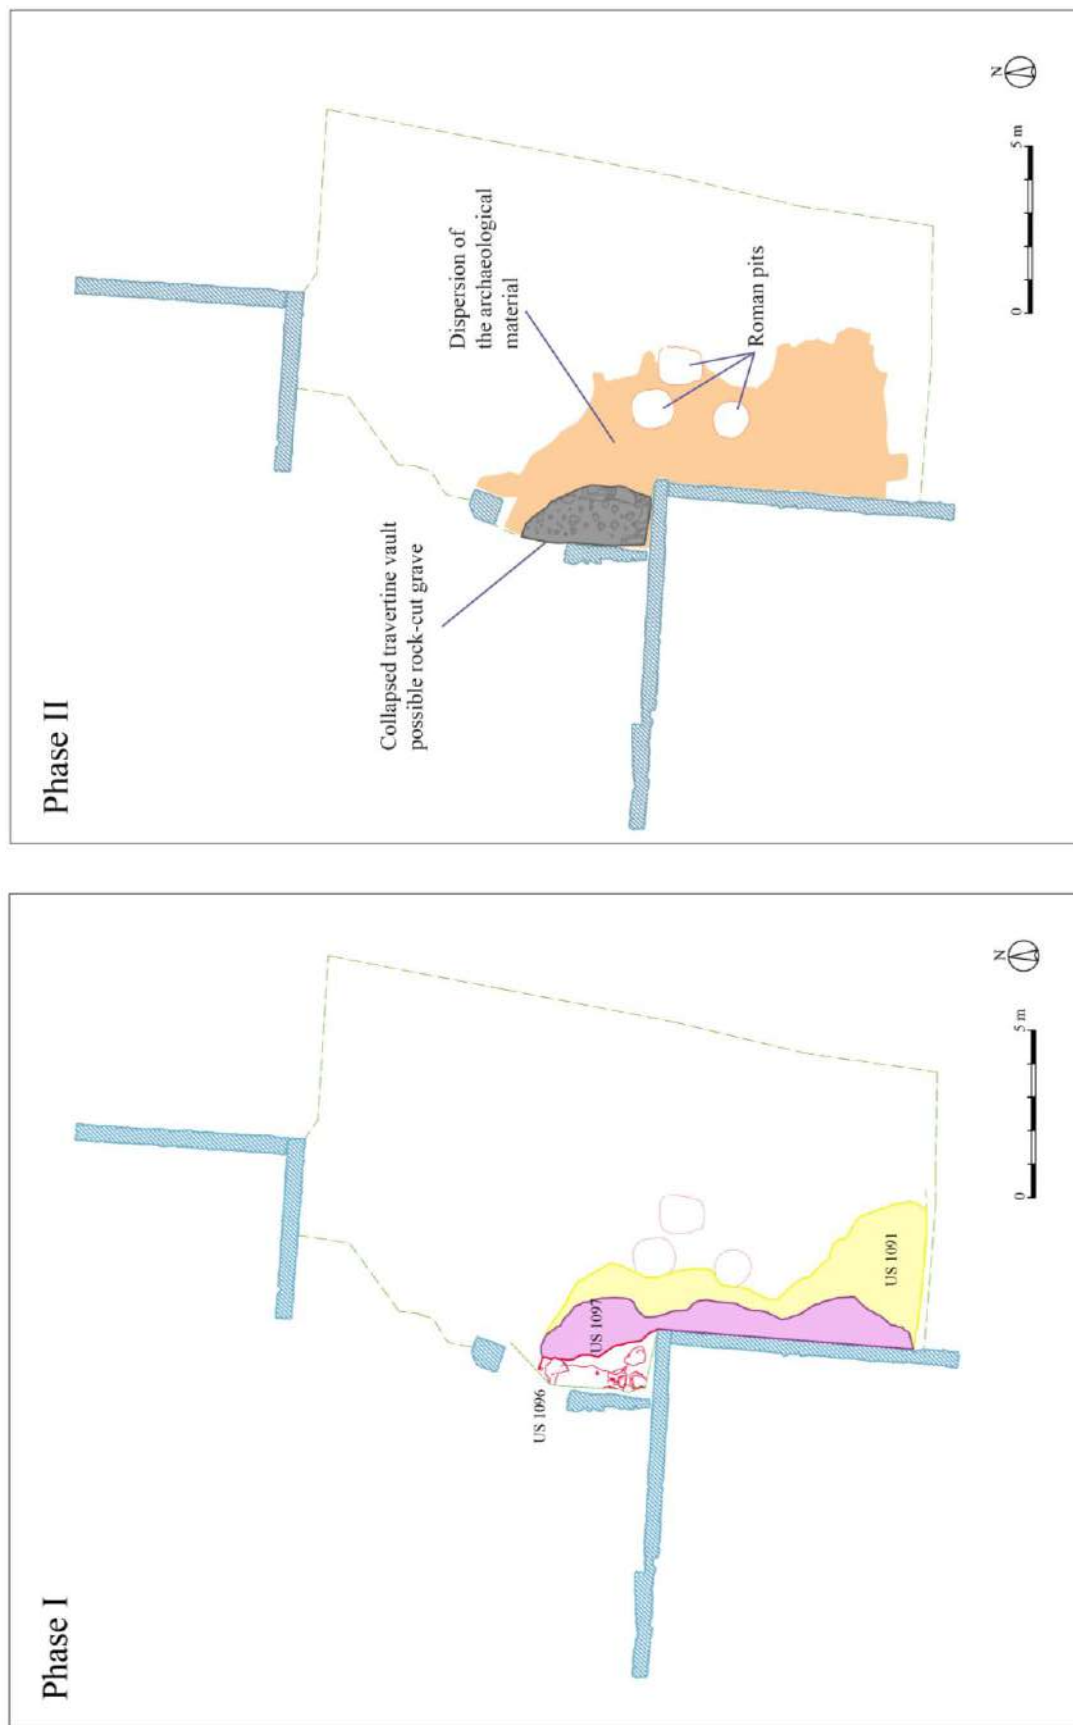 Phase I
US 1096
US 1097
US 1091
0
5 m
N
Phase II
Collapsed travertine vault
possible rock-cut grave
Dispersion of
the archaeological
material
Roman pits
0
5 m
N